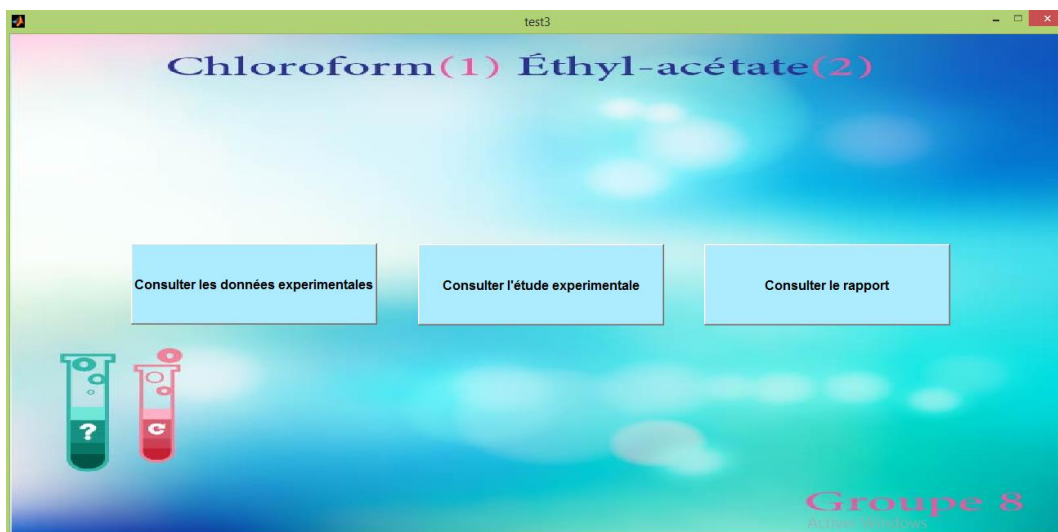 test3
Chloroform(1) Éthyl-acétate(2)
Consulter les données experimentales
Consulter l'étude experimentale
Consulter le rapport
?
Groupe 8
Activer Windows